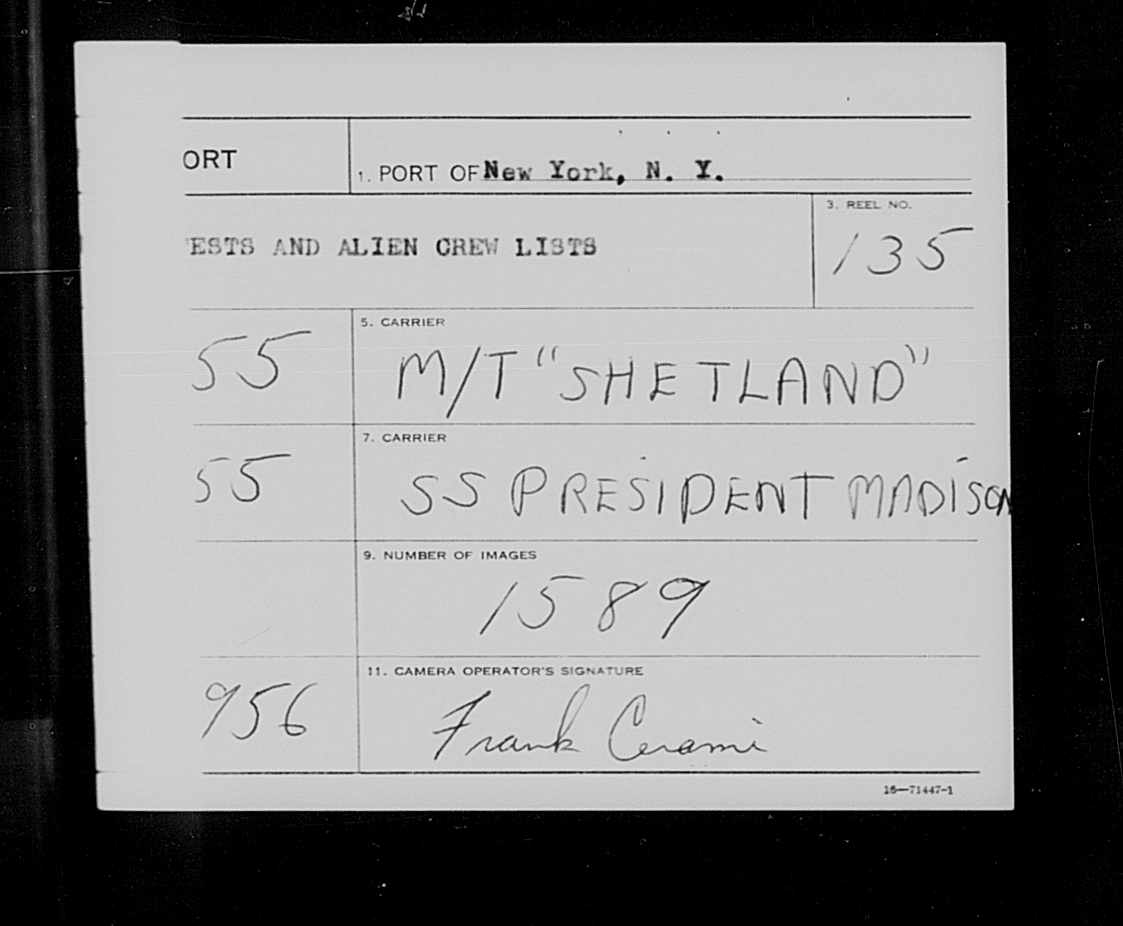 ORT
1. PORT OF New York, N. Y.
3. REEL NO.
ESTS AND ALIEN CREW LISTS
135
5. CARRIER
55
M/T "SHETLAND"
7. CARRIER
55
SS PRESIDENT MADISON
9. NUMBER OF IMAGES
1589
11. CAMERA OPERATOR'S SIGNATURE
956
Frank Cerami
16—71447-1